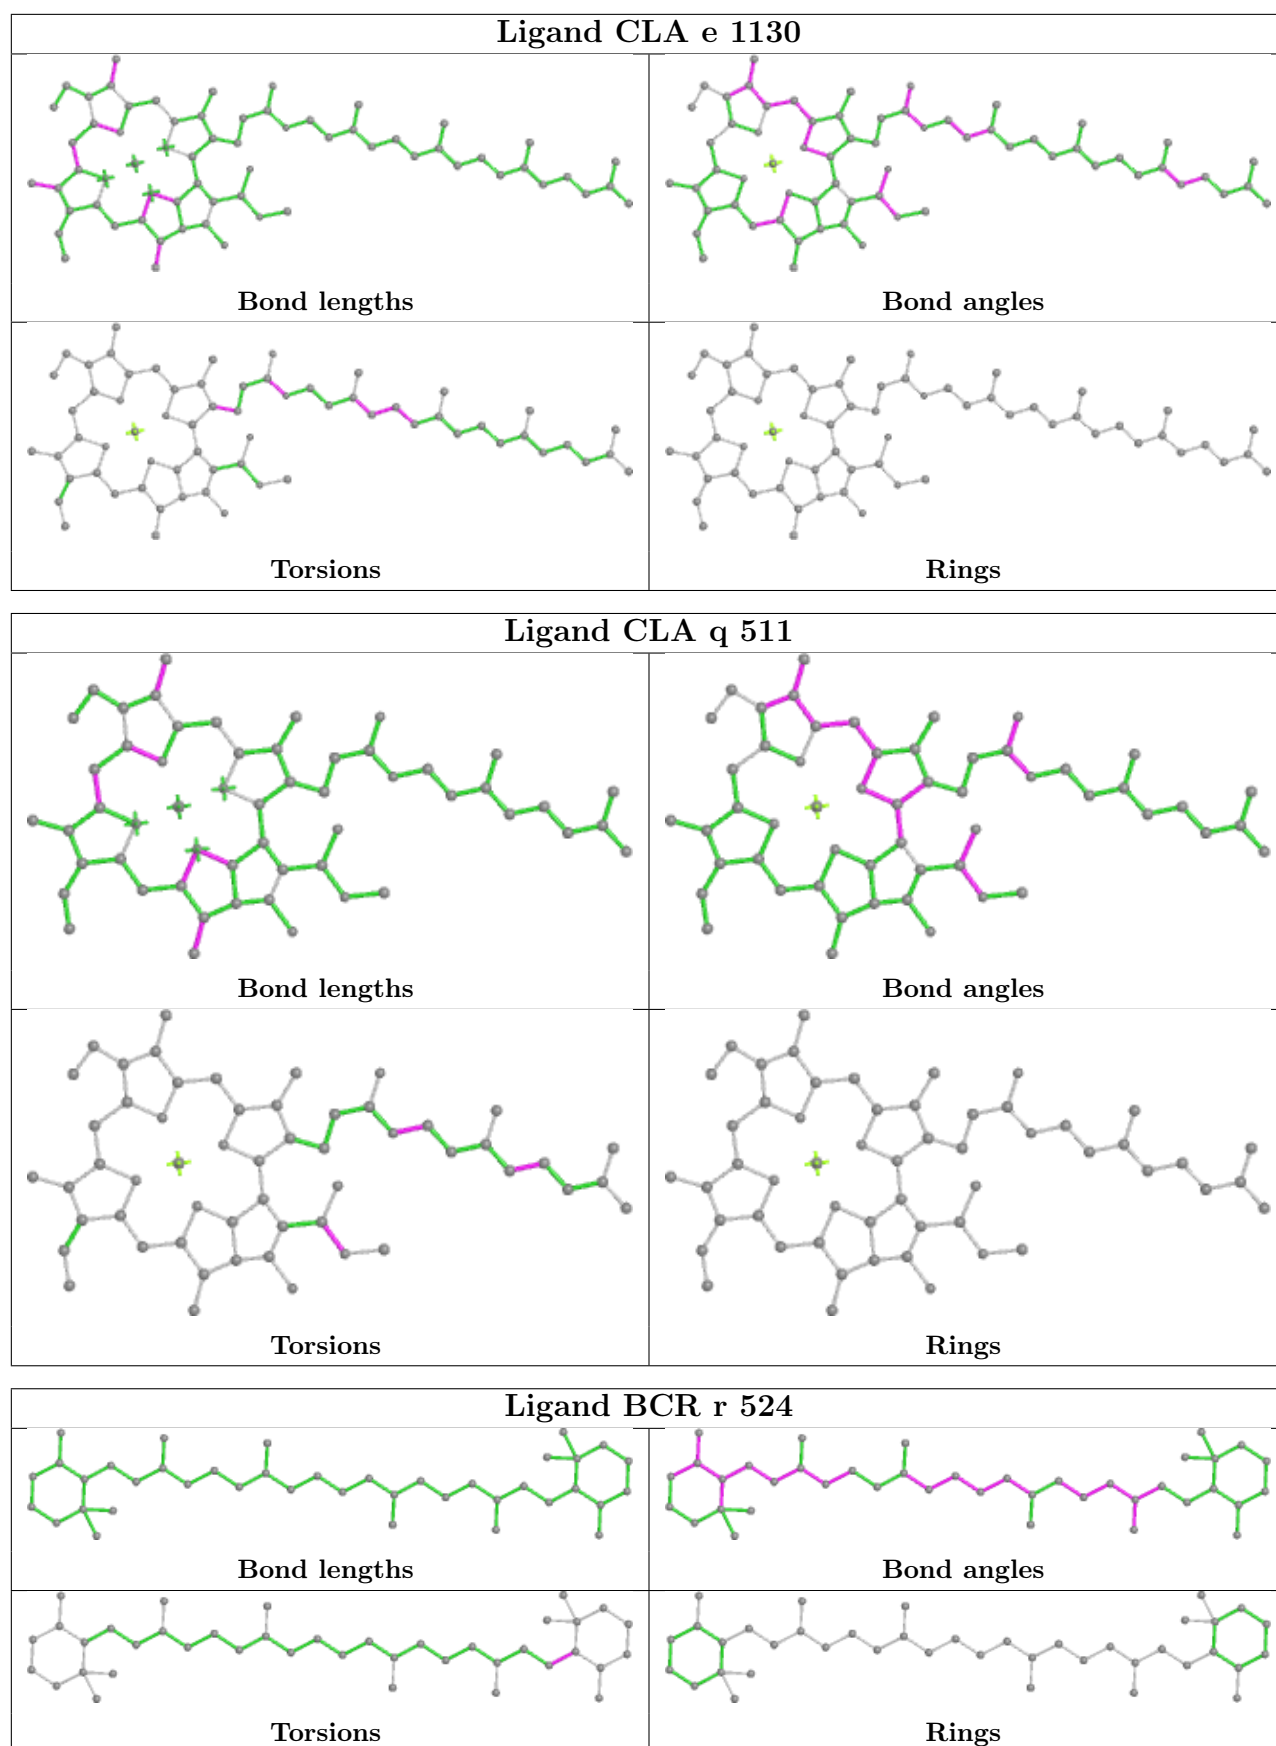 Ligand CLA e 1130
Bond lengths
Bond angles
Torsions
Rings
Ligand CLA q 511
Bond lengths
Bond angles
Torsions
Rings
Ligand BCR r 524
Bond lengths
Bond angles
Torsions
Rings